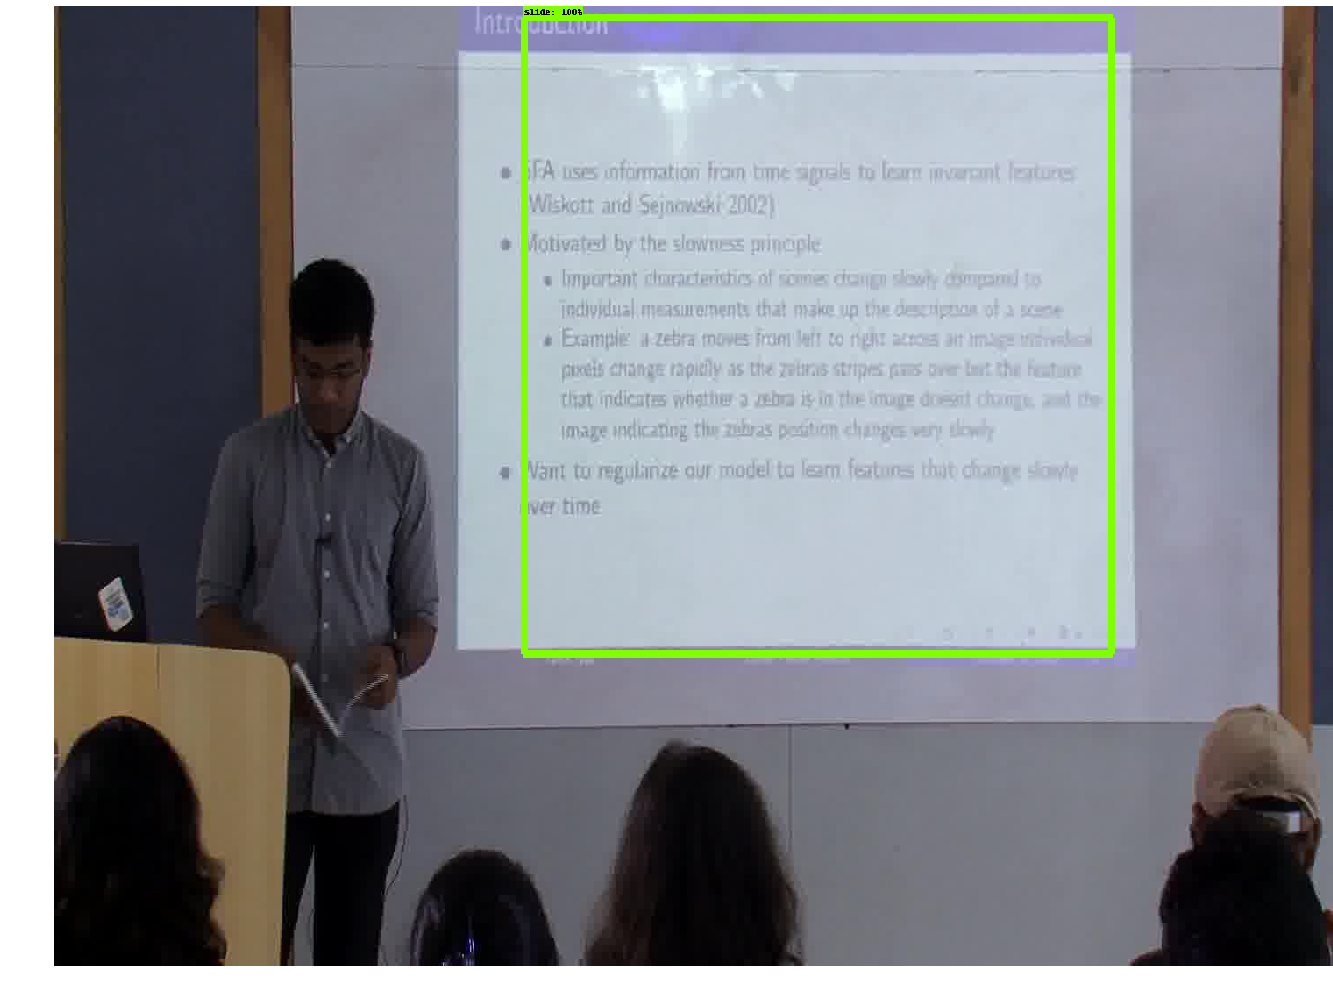 slide: 100%
Introduction
SFA uses information from time signals to learn invariant features
(Wiskott and Sejnowski 2002)
Motivated by the slowness principle
Important characteristics of scenes change slowly compared to
individual measurements that make up the description of a scene
Example: a zebra moves from left to right across an image individual
pixels change rapidly as the zebras stripes pass over but the feature
that indicates whether a zebra is in the image doesnt change, and the
image indicating the zebras position changes very slowly
Want to regularize our model to learn features that change slowly
over time